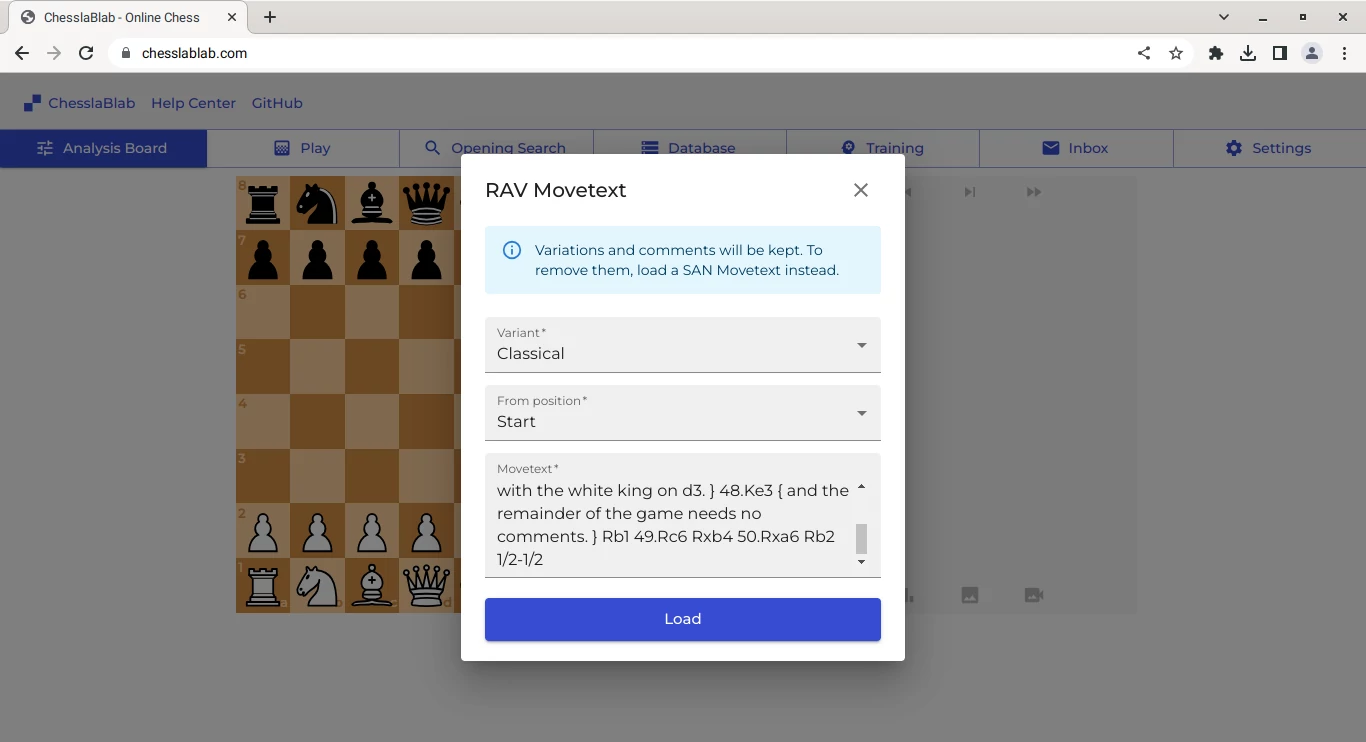 ChesslaBlab - Online Chess
chesslablab.com
ChesslaBlab Help Center GitHub
Analysis Board Play Opening Search Database Training Inbox Settings
RAV Movetext
Variations and comments will be kept. To
remove them, load a SAN Movetext instead.
Variant*
Classical
From position*
Start
Movetext*
with the white king on d3. } 48.Ke3 { and the
remainder of the game needs no
comments. } Rb1 49.Rc6 Rxb4 50.Rxa6 Rb2
1/2-1/2
Load
8
7
6
5
4
3
2
1
a
b
c
d